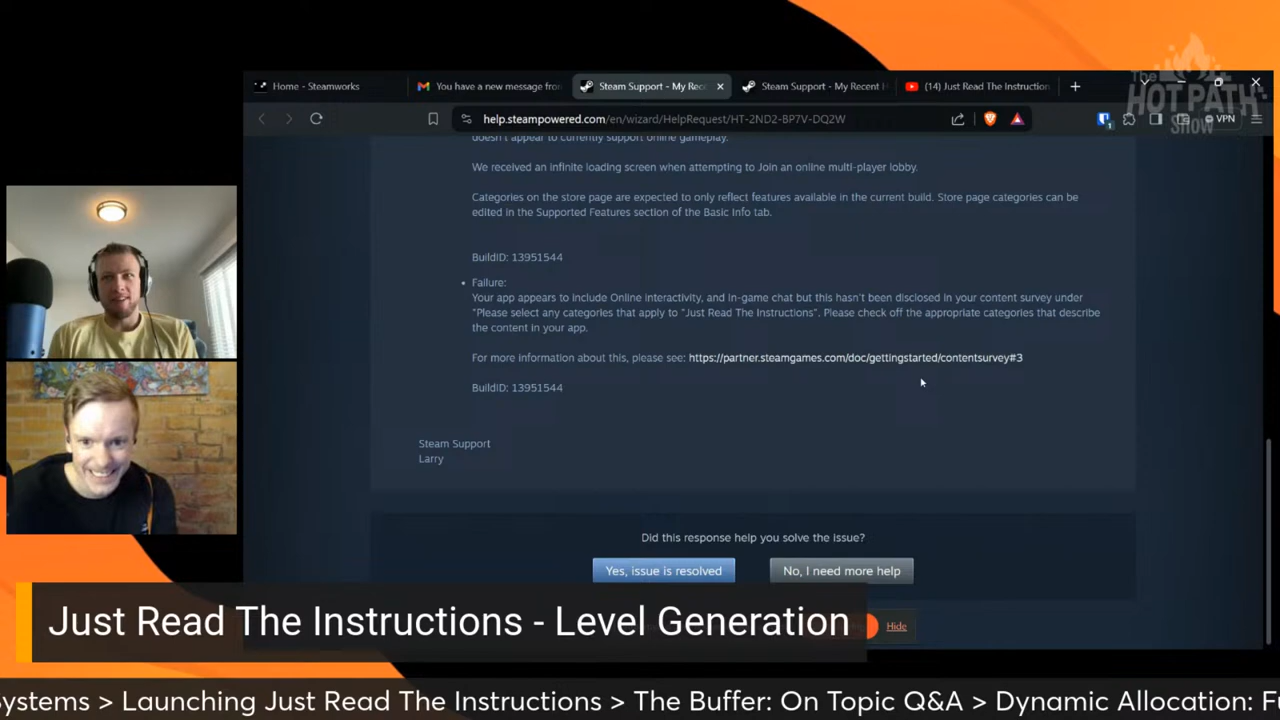 The
HOT PATH
SHOW
Home - Steamworks
You have a new message from
Steam Support - My Rec
Steam Support - My Recent H
(14) Just Read The Instruction
help.steampowered.com/en/wizard/HelpRequest/HT-2ND2-BP7V-DQ2W
1
VPN
doesn't appear to currently support online gameplay.
We received an infinite loading screen when attempting to Join an online multi-player lobby.
Categories on the store page are expected to only reflect features available in the current build. Store page categories can be
edited in the Supported Features section of the Basic Info tab.
BuildID: 13951544
• Failure:
Your app appears to include Online Interactivity, and In-game chat but this hasn't been disclosed in your content survey under
"Please select any categories that apply to "Just Read The Instructions". Please check off the appropriate categories that describe
the content in your app.
For more information about this, please see: https://partner.steamgames.com/doc/gettingstarted/contentsurvey#3
BuildID: 13951544
Steam Support
Larry
Did this response help you solve the issue?
Yes, issue is resolved
No, I need more help
Hide
Just Read The Instructions - Level Generation
ystems > Launching Just Read The Instructions > The Buffer: On Topic Q&A > Dynamic Allocation: F